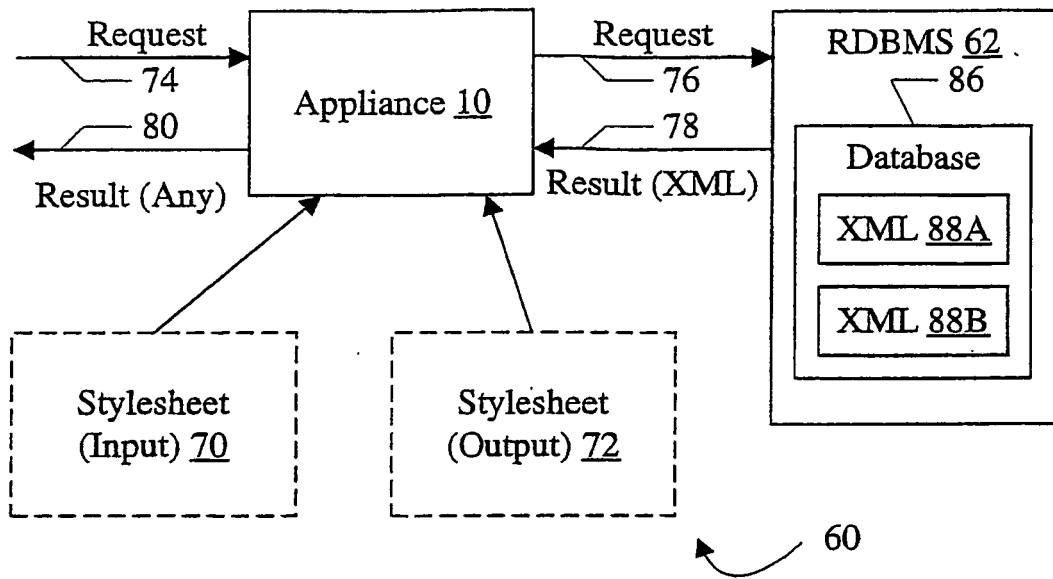 Request
74
80
Result (Any)
Appliance 10
Request
76
78
Result (XML)
RDBMS 62
86
Database
XML 88A
XML 88B
Stylesheet
(Input) 70
Stylesheet
(Output) 72
60